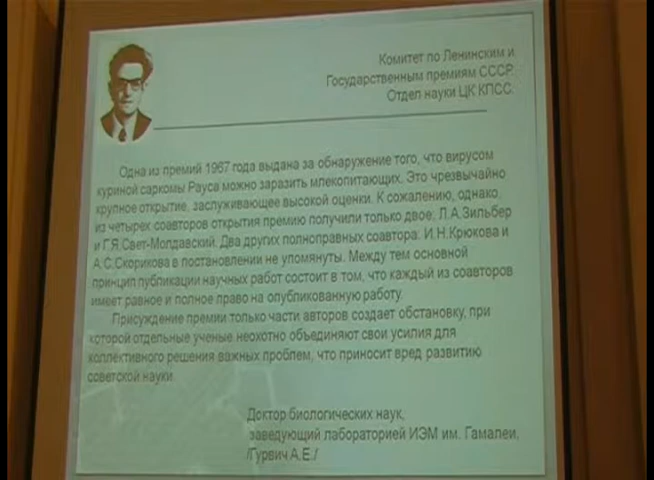 Комитет по Ленинским и
Государственным премиям СССР.
Отдел науки ЦК КПСС.
Одна из премий 1967 года выдана за обнаружение того, что вирусом
куриной саркомы Рауса можно заразить млекопитающих. Это чрезвычайно
крупное открытие, заслуживающее высокой оценки. К сожалению, однако,
из четырех соавторов открытия премию получили только двое: Л.А.Зильбер
и Г.Я.Свет-Молдавский. Два других полноправных соавтора: И.Н.Крюкова и
А.С.Скорикова в постановлении не упомянуты. Между тем основной
принцип публикации научных работ состоит в том, что каждый из соавторов
имеет равное и полное право на опубликованную работу.
Присуждение премии только части авторов создает обстановку, при
которой отдельные ученые неохотно объединяют свои усилия для
коллективного решения важных проблем, что приносит вред развитию
советской науки.
Доктор биологических наук,
заведующий лабораторией ИЭМ им. Гамалеи,
/Гурвич А.Е./